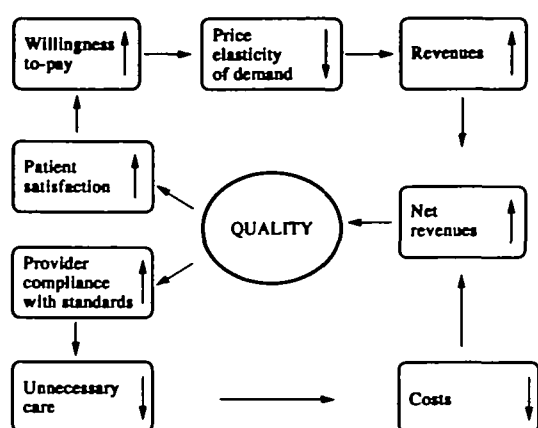 Willingness
to-pay
Price
elasticity
of demand
Revenues
Patient
satisfaction
QUALITY
Net
revenues
Provider
compliance
with standards
Unnecessary
care
Costs